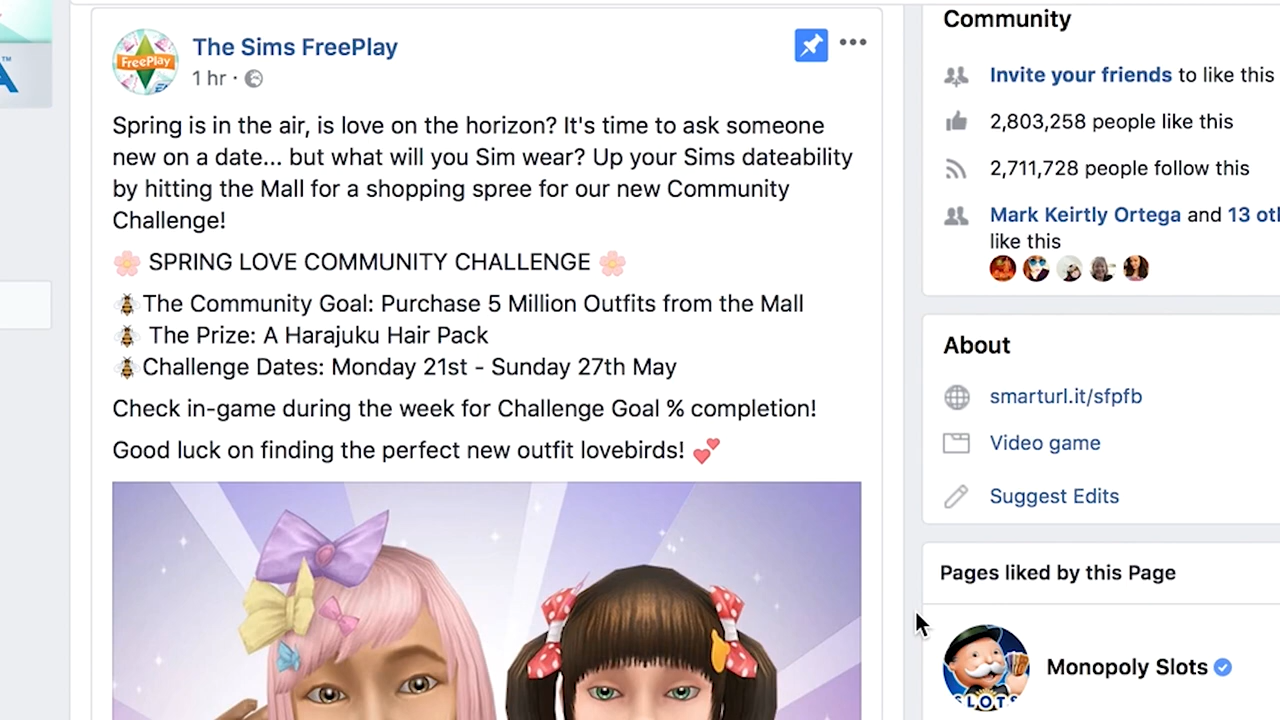 The Sims FreePlay
1 hr ·
Spring is in the air, is love on the horizon? It's time to ask someone
new on a date... but what will you Sim wear? Up your Sims dateability
by hitting the Mall for a shopping spree for our new Community
Challenge!
🌸 SPRING LOVE COMMUNITY CHALLENGE 🌸
🐝 The Community Goal: Purchase 5 Million Outfits from the Mall
🐝 The Prize: A Harajuku Hair Pack
🐝 Challenge Dates: Monday 21st - Sunday 27th May
Check in-game during the week for Challenge Goal % completion!
Good luck on finding the perfect new outfit lovebirds! 💕
FreePlay
A™
Community
Invite your friends to like this
2,803,258 people like this
2,711,728 people follow this
Mark Keirtly Ortega and 13
like this
About
smarturl.it/sfpfb
Video game
Suggest Edits
Pages liked by this Page
Monopoly Slots
SLOTS